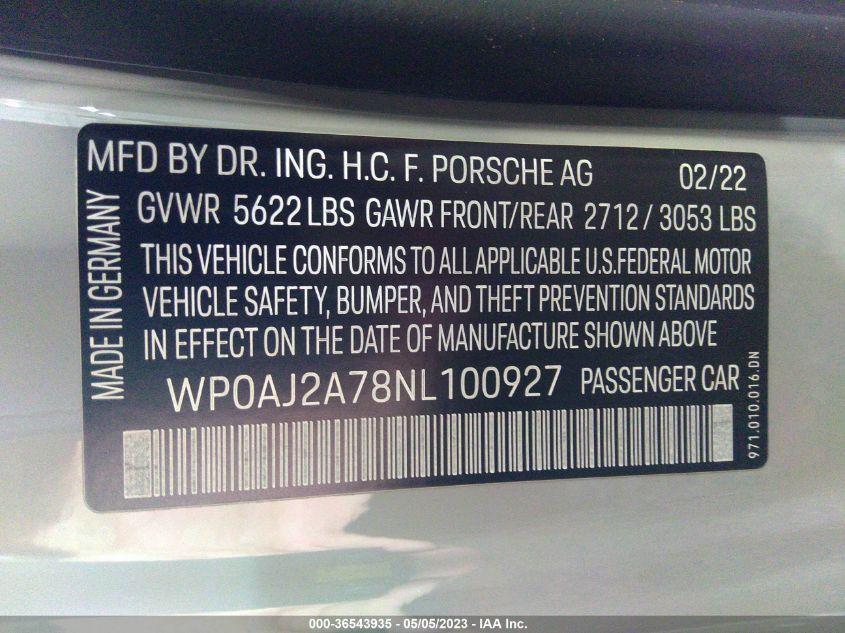 MFD BY DR. ING. H.C. F. PORSCHE AG 02/22
GVWR 5622 LBS GAWR FRONT/REAR 2712 / 3053 LBS
THIS VEHICLE CONFORMS TO ALL APPLICABLE U.S.FEDERAL MOTOR
VEHICLE SAFETY, BUMPER, AND THEFT PREVENTION STANDARDS
IN EFFECT ON THE DATE OF MANUFACTURE SHOWN ABOVE
WP0AJ2A78NL100927 PASSENGER CAR
MADE IN GERMANY
971.010.016.DN
000-36543935 - 05/05/2023 - IAA Inc.